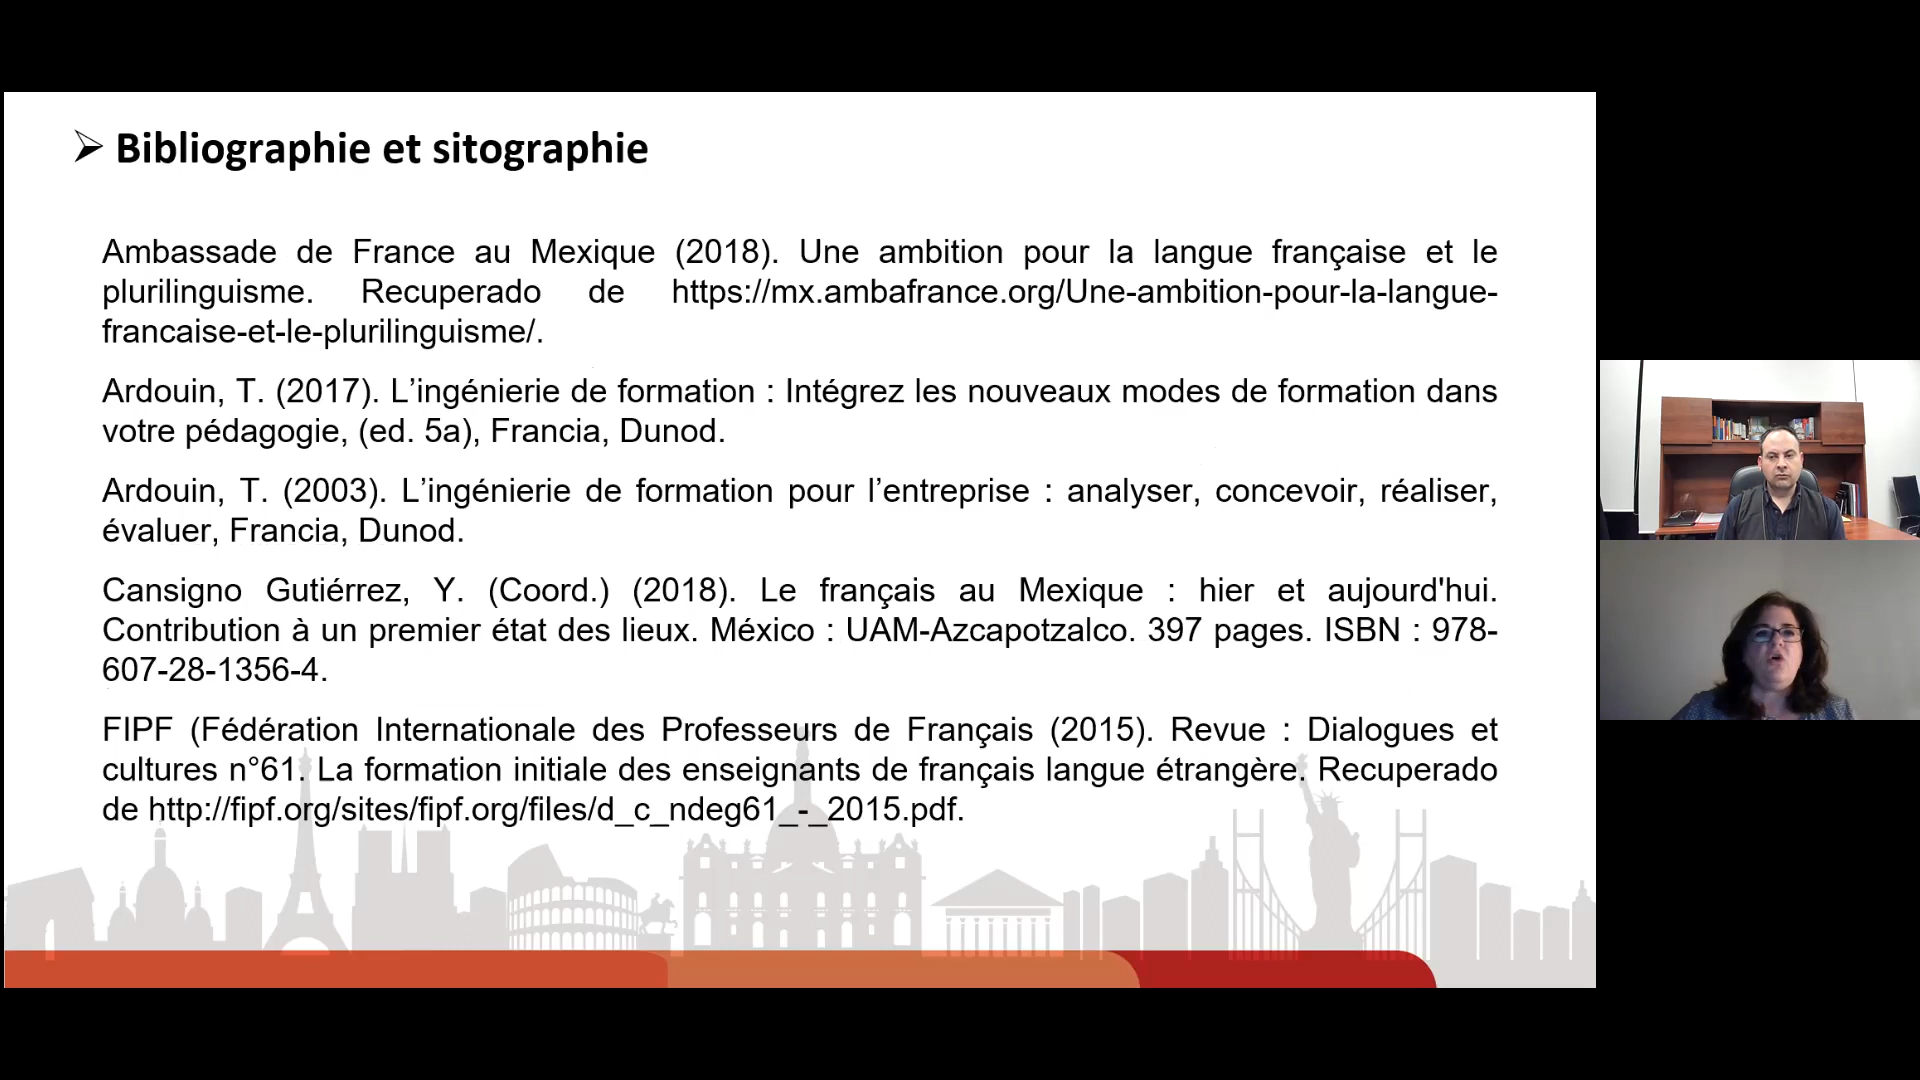 Bibliographie et sitographie
Ambassade de France au Mexique (2018). Une ambition pour la langue française et le
plurilinguisme. Recuperado de https://mx.ambafrance.org/Une-ambition-pour-la-langue-
francaise-et-le-plurilinguisme/.
Ardouin, T. (2017). L’ingénierie de formation : Intégrez les nouveaux modes de formation dans
votre pédagogie, (ed. 5a), Francia, Dunod.
Ardouin, T. (2003). L’ingénierie de formation pour l’entreprise : analyser, concevoir, réaliser,
évaluer, Francia, Dunod.
Cansigno Gutiérrez, Y. (Coord.) (2018). Le français au Mexique : hier et aujourd'hui.
Contribution à un premier état des lieux. México : UAM-Azcapotzalco. 397 pages. ISBN : 978-
607-28-1356-4.
FIPF (Fédération Internationale des Professeurs de Français (2015). Revue : Dialogues et
cultures n°61. La formation initiale des enseignants de français langue étrangère. Recuperado
de http://fipf.org/sites/fipf.org/files/d_c_ndeg61_-_2015.pdf.